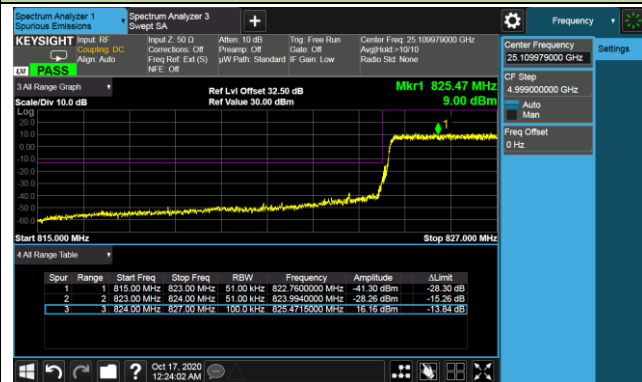 Spectrum Analyzer 1
Spurious Emissions
Spectrum Analyzer 3
Swept SA
+
Frequency
KEYSIGHT
Input: RF
Coupling: DC
Align: Auto
Input Z: 50 Ω
Corrections: Off
Freq Ref: Ext (S)
NFE: Off
Atten: 10 dB
Preamp: Off
µW Path: Standard
Trig: Free Run
Gate: Off
IF Gain: Low
Center Freq: 25.109979000 GHz
Avg|Hold:>10/10
Radio Std: None
LXI
PASS
Center Frequency
25.109979000 GHz
Settings
CF Step
4.999000000 GHz
Auto
Man
Freq Offset
0 Hz
3 All Range Graph
Ref Lvl Offset 32.50 dB
Mkr1 825.47 MHz
Scale/Div 10.0 dB
Ref Value 30.00 dBm
9.00 dBm
Log
20.0
10.0
0.00
-10.0
-20.0
-30.0
-40.0
-50.0
-60.0
1
Start 815.000 MHz
Stop 827.000 MHz
4 All Range Table
Spur Range Start Freq Stop Freq RBW Frequency Amplitude ΔLimit
1 1 815.00 MHz 823.00 MHz 51.00 kHz 822.7600000 MHz -41.30 dBm -28.30 dB
2 2 823.00 MHz 824.00 MHz 51.00 kHz 823.9940000 MHz -28.26 dBm -15.26 dB
3 3 824.00 MHz 827.00 MHz 100.0 kHz 825.4715000 MHz 16.16 dBm -13.84 dB
?
Oct 17, 2020
12:24:02 AM